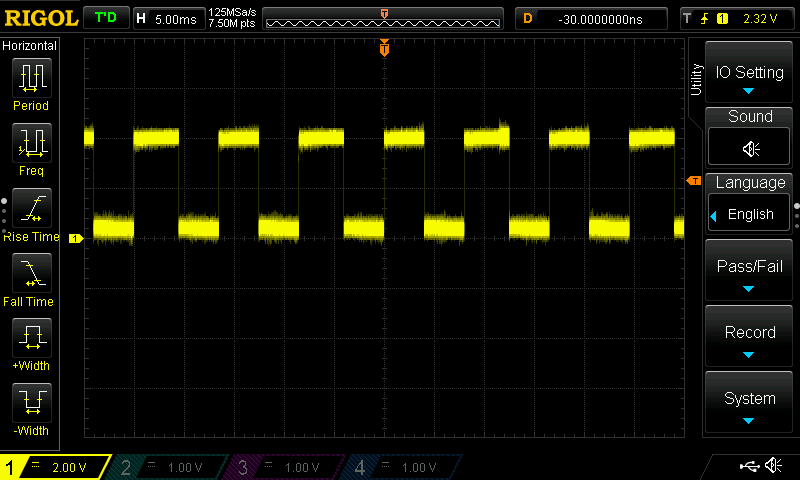 RIGOL T'D H 5.00ms 125MSa/s D -30.0000000ns T 1 2.32 V
7.50M pts
T
Horizontal
T
Period
Freq
Rise Time
Fall Time
+Width
-Width
T
1
Utility
IO Setting
Sound
Language
English
Pass/Fail
Record
System
1 2.00 V 2 1.00 V 3 1.00 V 4 1.00 V